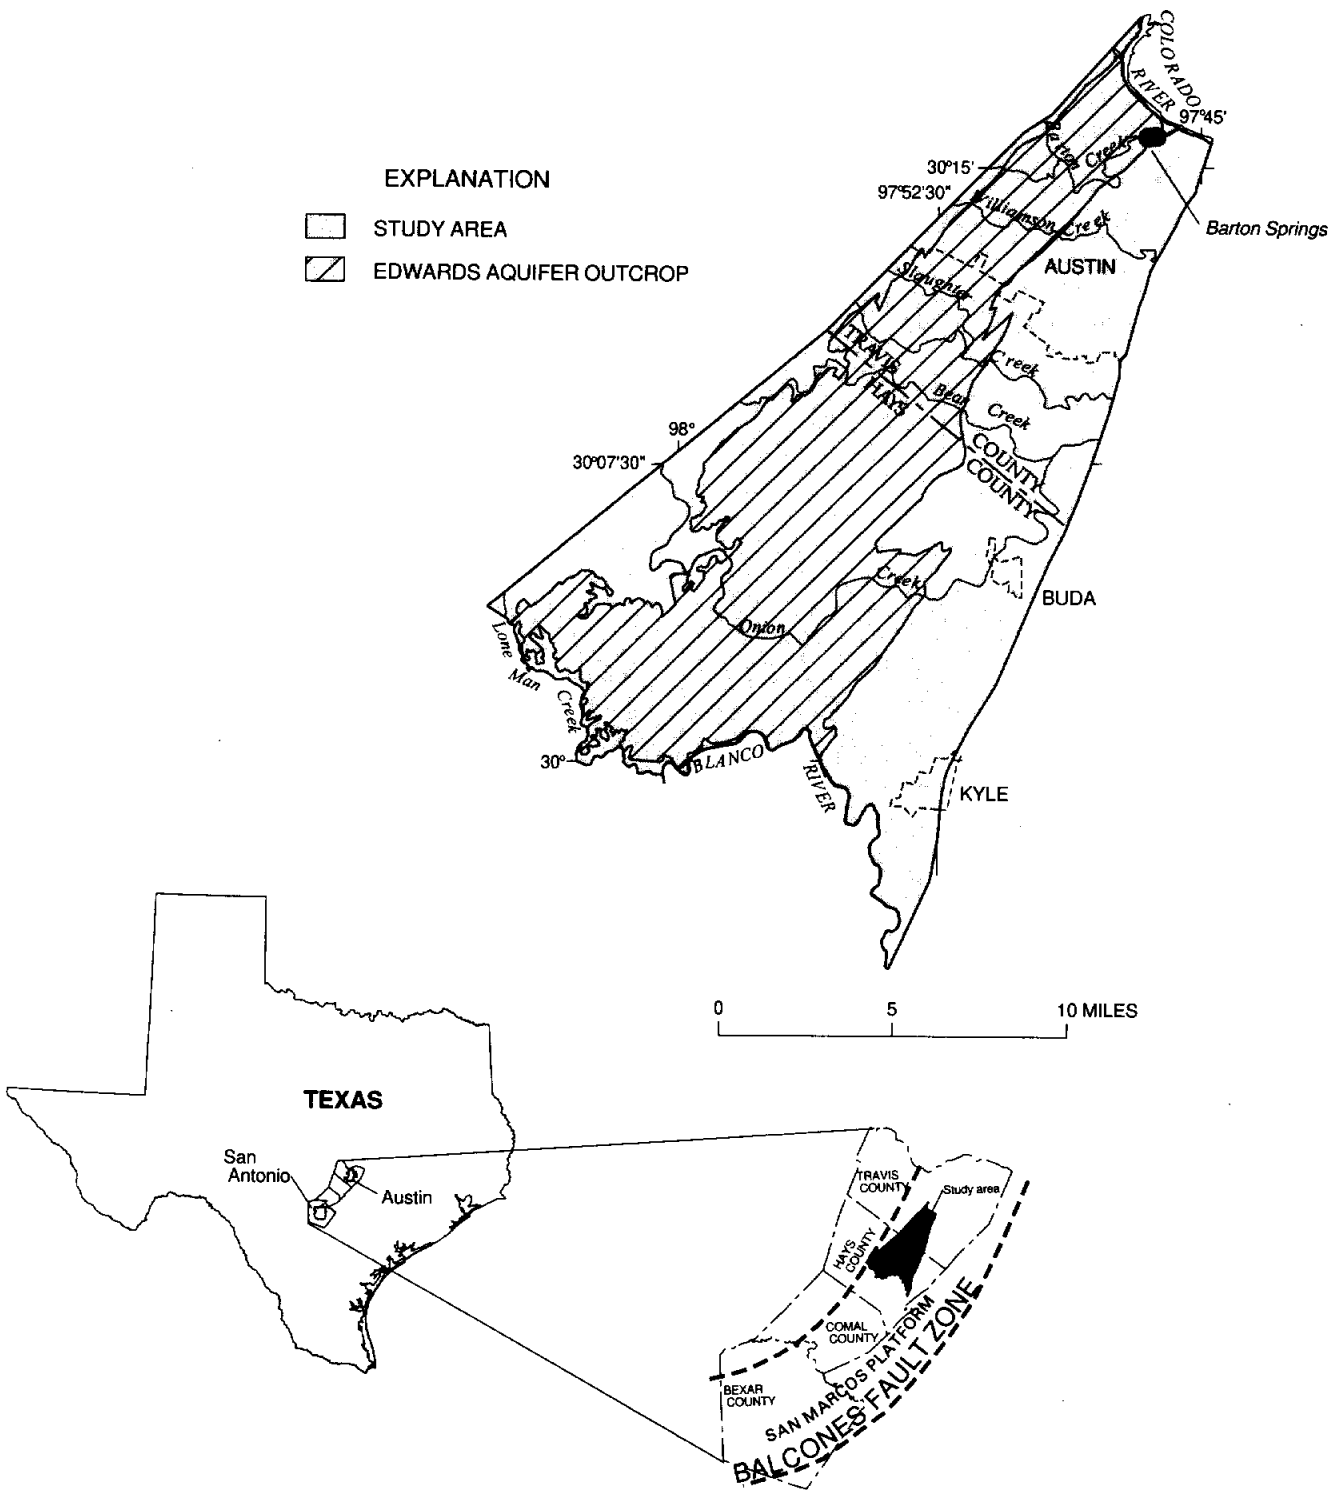 COLORADO
RIVER
97°45'
Barton Creek
30°15'
97°52'30"
Williamson Creek
Barton Springs
EXPLANATION
STUDY AREA
EDWARDS AQUIFER OUTCROP
AUSTIN
Slaughter
Creek
TRAVIS
HAYS
Bear
Creek
COUNTY
COUNTY
98°
30°07'30"
Creek
BUDA
Onion
Lone
Man
Creek
30°
BLANCO
RIVER
KYLE
0 5 10 MILES
TEXAS
San
Antonio
Austin
TRAVIS
COUNTY
Study area
HAYS
COUNTY
COMAL
COUNTY
BEXAR
COUNTY
SAN MARCOS PLATFORM
BALCONES FAULT ZONE